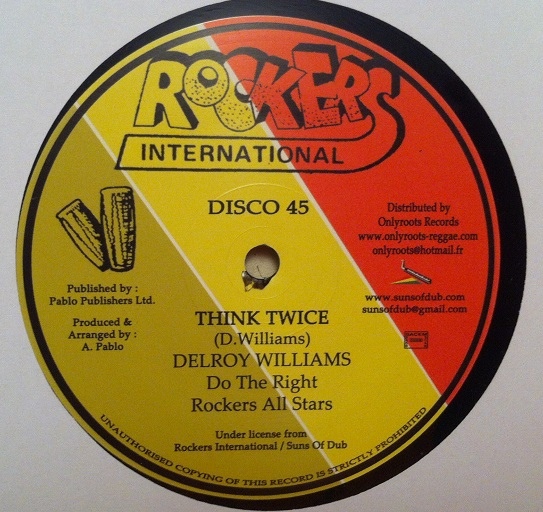 ROCKERS
INTERNATIONAL
DISCO 45
Distributed by
Onlyroots Records
www.onlyroots-reggae.com
onlyroots@hotmail.fr
www.sunsofdub.com
sunsofdub@gmail.com
Published by :
Pablo Publishers Ltd.
Produced &
Arranged by :
A. Pablo
THINK TWICE
(D.Williams)
DELROY WILLIAMS
Do The Right
Rockers All Stars
Under license from
Rockers International / Suns Of Dub
UNAUTHORISED COPYING OF THIS RECORD IS STRICTLY PROHIBITED